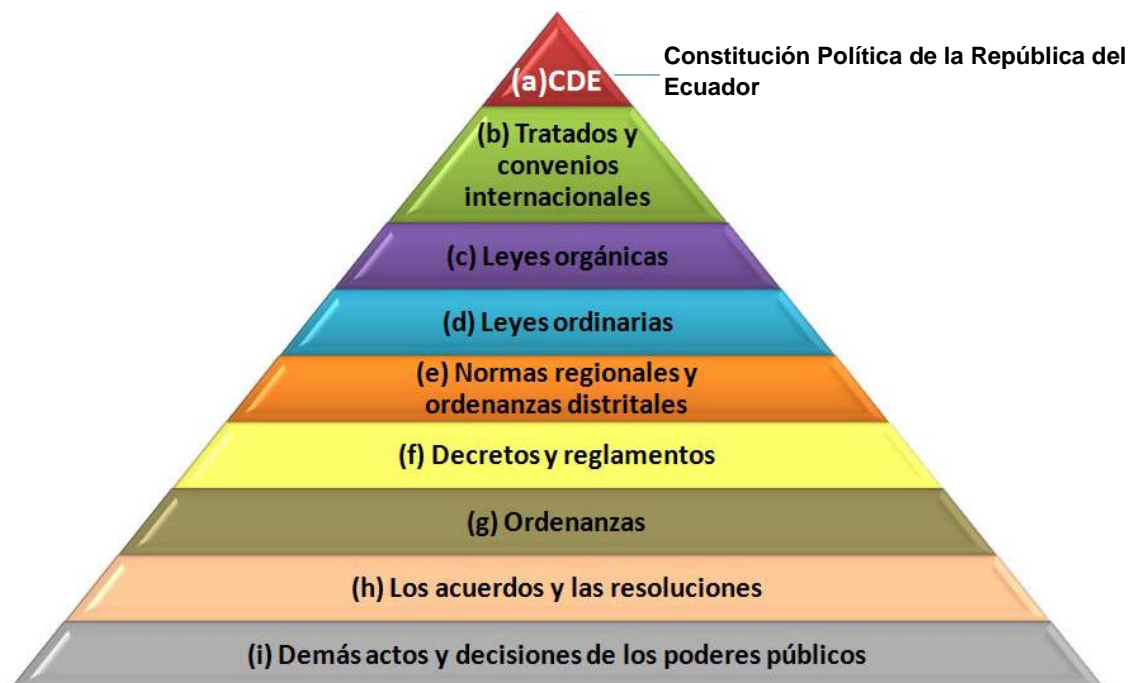 (a)CDE
Constitución Política de la República del
Ecuador
(b) Tratados y
convenios
internacionales
(c) Leyes orgánicas
(d) Leyes ordinarias
(e) Normas regionales y
ordenanzas distritales
(f) Decretos y reglamentos
(g) Ordenanzas
(h) Los acuerdos y las resoluciones
(i) Demás actos y decisiones de los poderes públicos